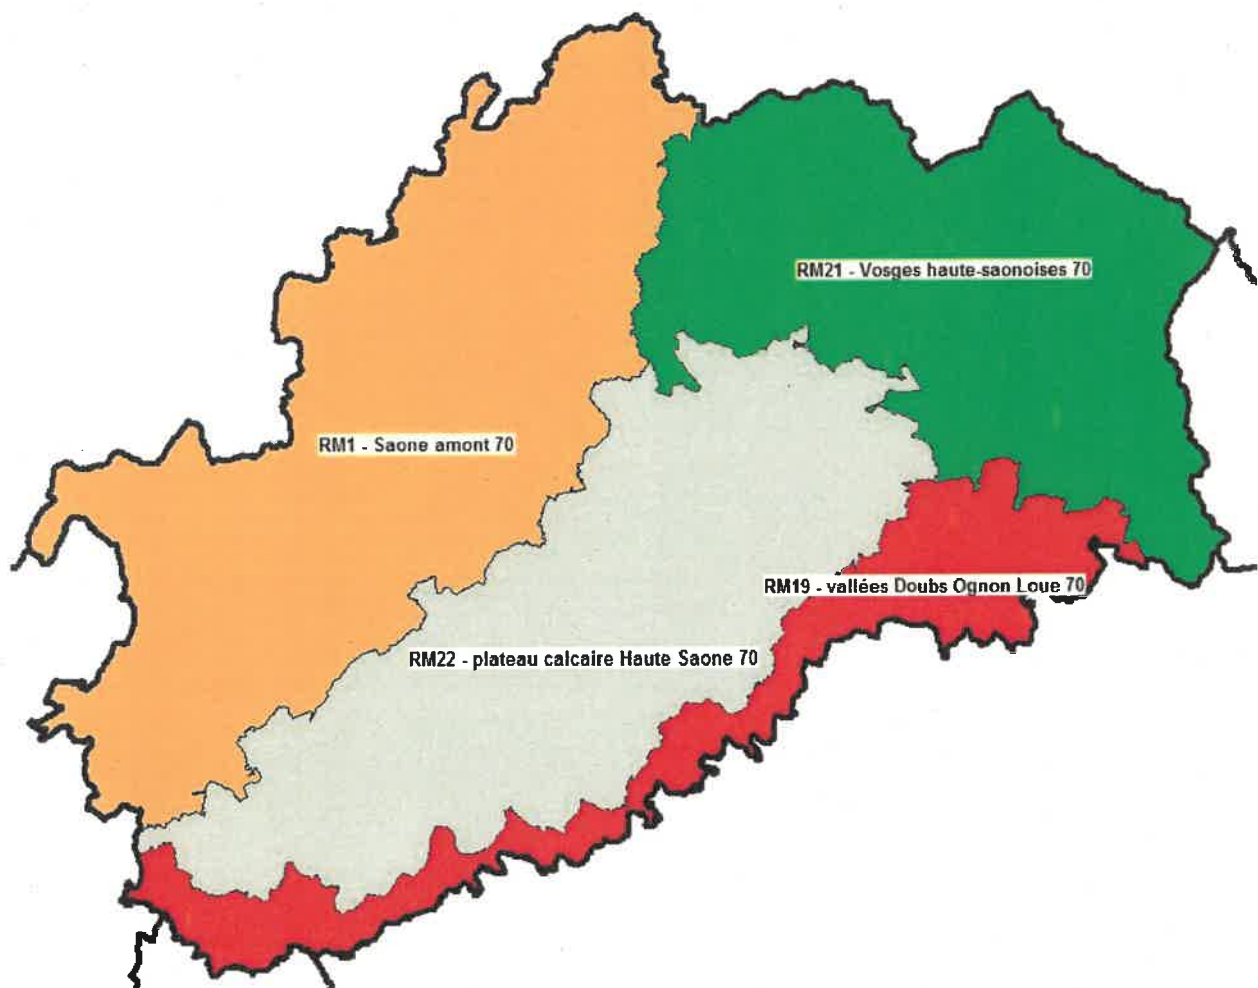 RM21 - Vosges haute-saonoises 70
RM1 - Saone amont 70
RM19 - vallées Doubs Ognon Loue 70
RM22 - plateau calcaire Haute Saone 70